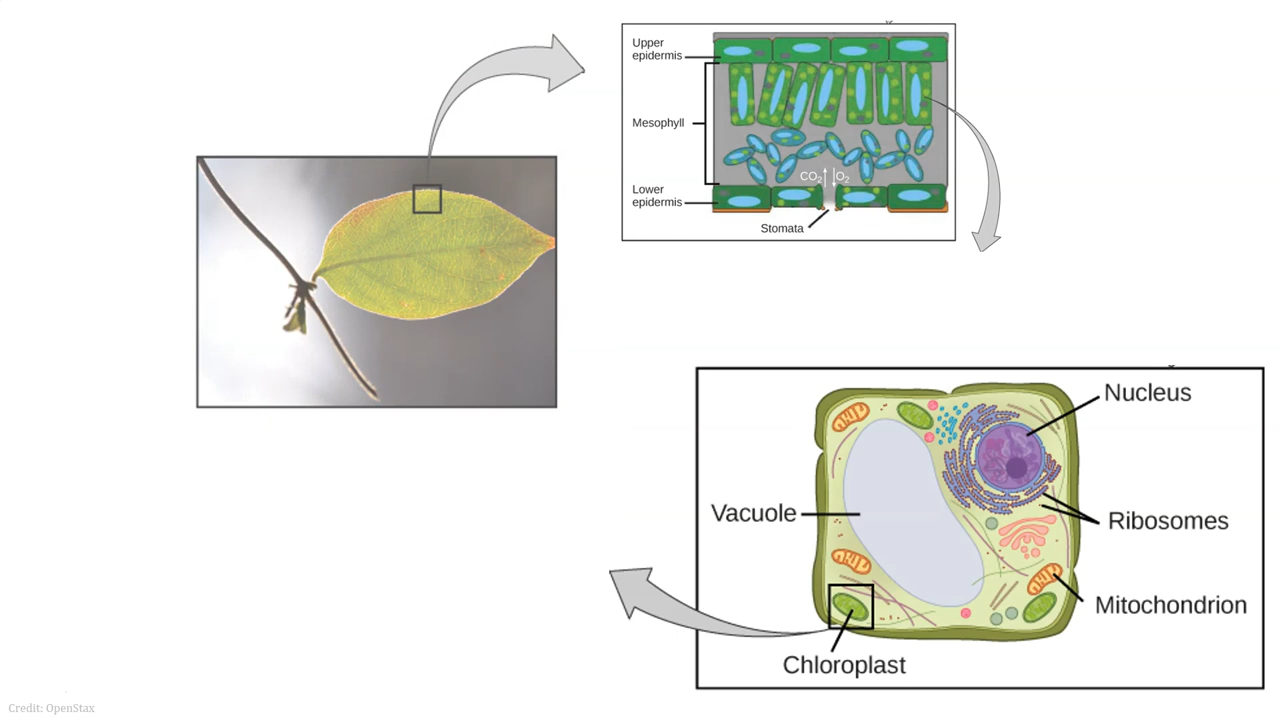 Upper
epidermis
Mesophyll
CO2
O2
Lower
epidermis
Stomata
Nucleus
Vacuole
Ribosomes
Mitochondrion
Chloroplast
Credit: OpenStax